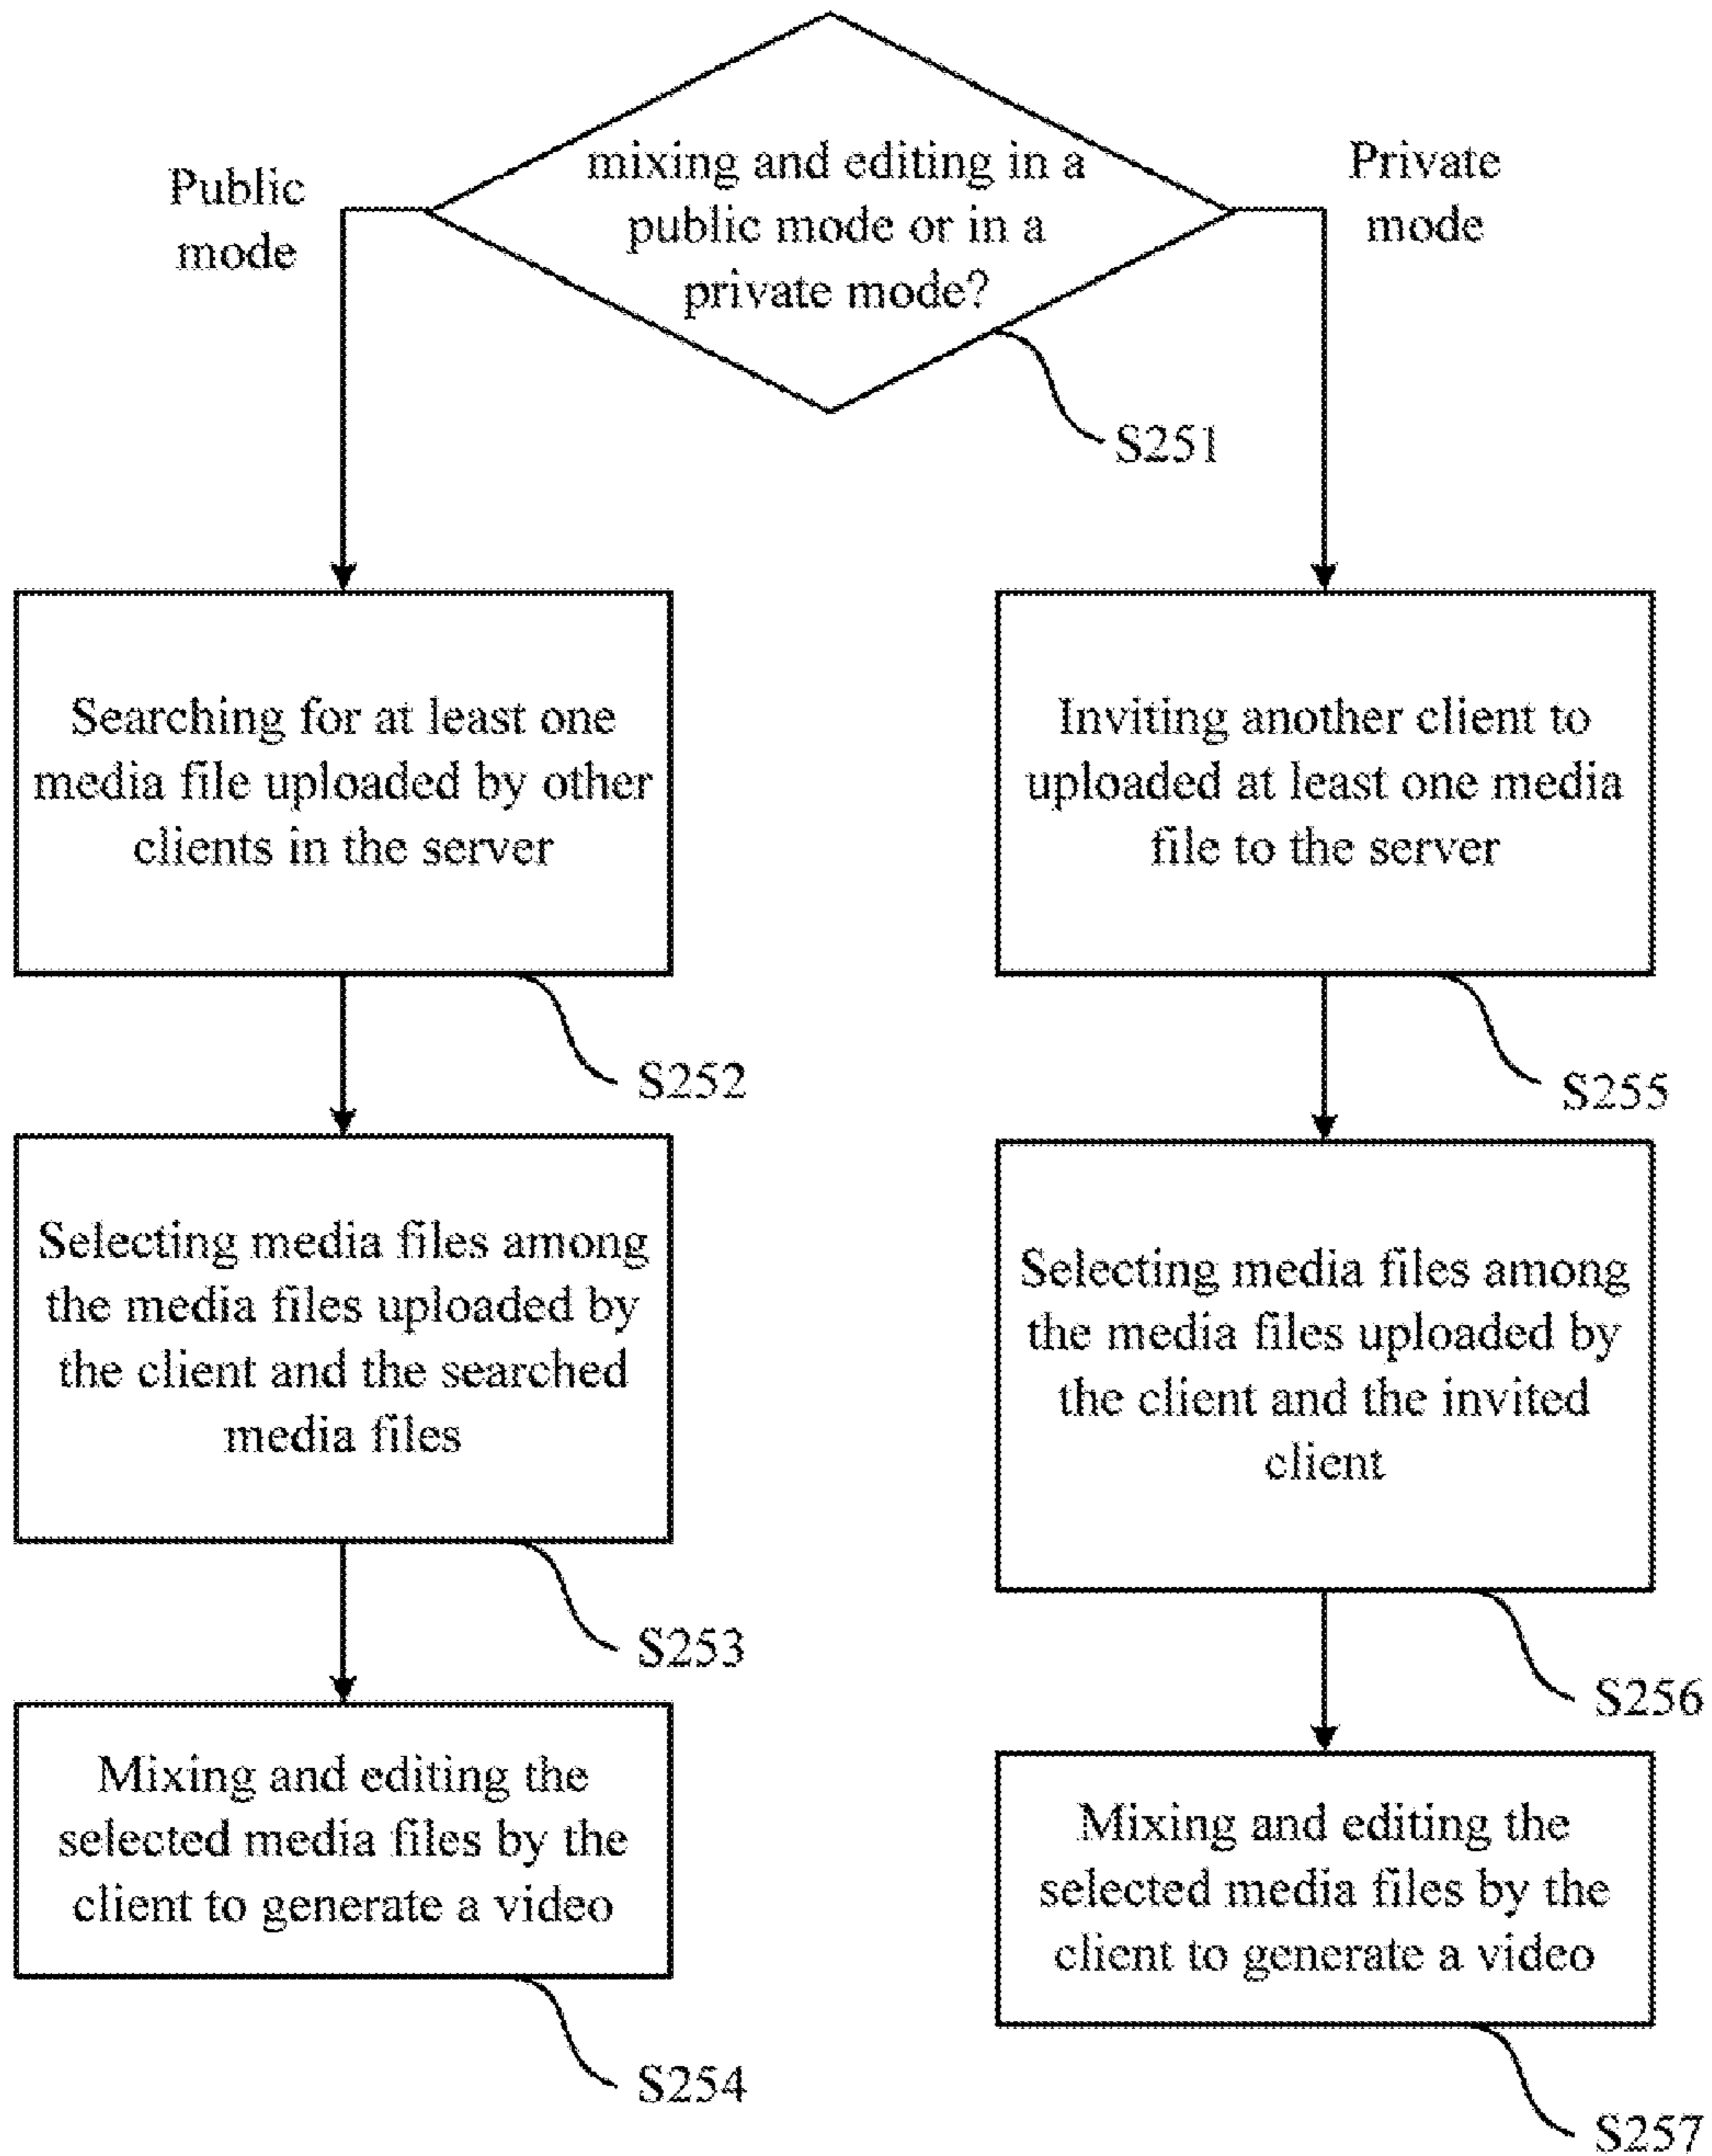 mixing and editing in a
public mode or in a
private mode?
S251
Public
mode
Private
mode
Searching for at least one
media file uploaded by other
clients in the server
S252
Selecting media files among
the media files uploaded by
the client and the searched
media files
S253
Mixing and editing the
selected media files by the
client to generate a video
S254
Inviting another client to
uploaded at least one media
file to the server
S255
Selecting media files among
the media files uploaded by
the client and the invited
client
S256
Mixing and editing the
selected media files by the
client to generate a video
S257